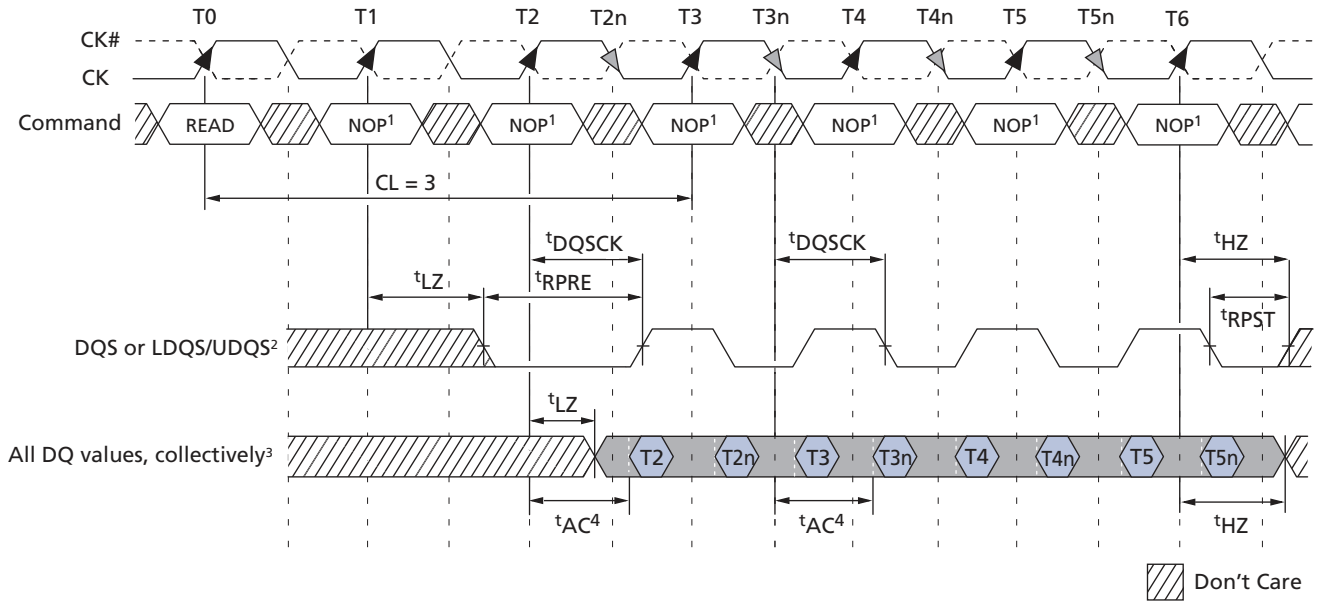 T0 T1 T2 T2n T3 T3n T4 T4n T5 T5n T6
CK#
CK
Command READ NOP¹ NOP¹ NOP¹ NOP¹ NOP¹ NOP¹
CL = 3
ᵗDQSCK ᵗDQSCK ᵗHZ
ᵗLZ ᵗRPRE
ᵗRPST
DQS or LDQS/UDQS²
ᵗLZ
All DQ values, collectively³ T2 T2n T3 T3n T4 T4n T5 T5n
ᵗAC⁴ ᵗAC⁴ ᵗHZ
Don't Care